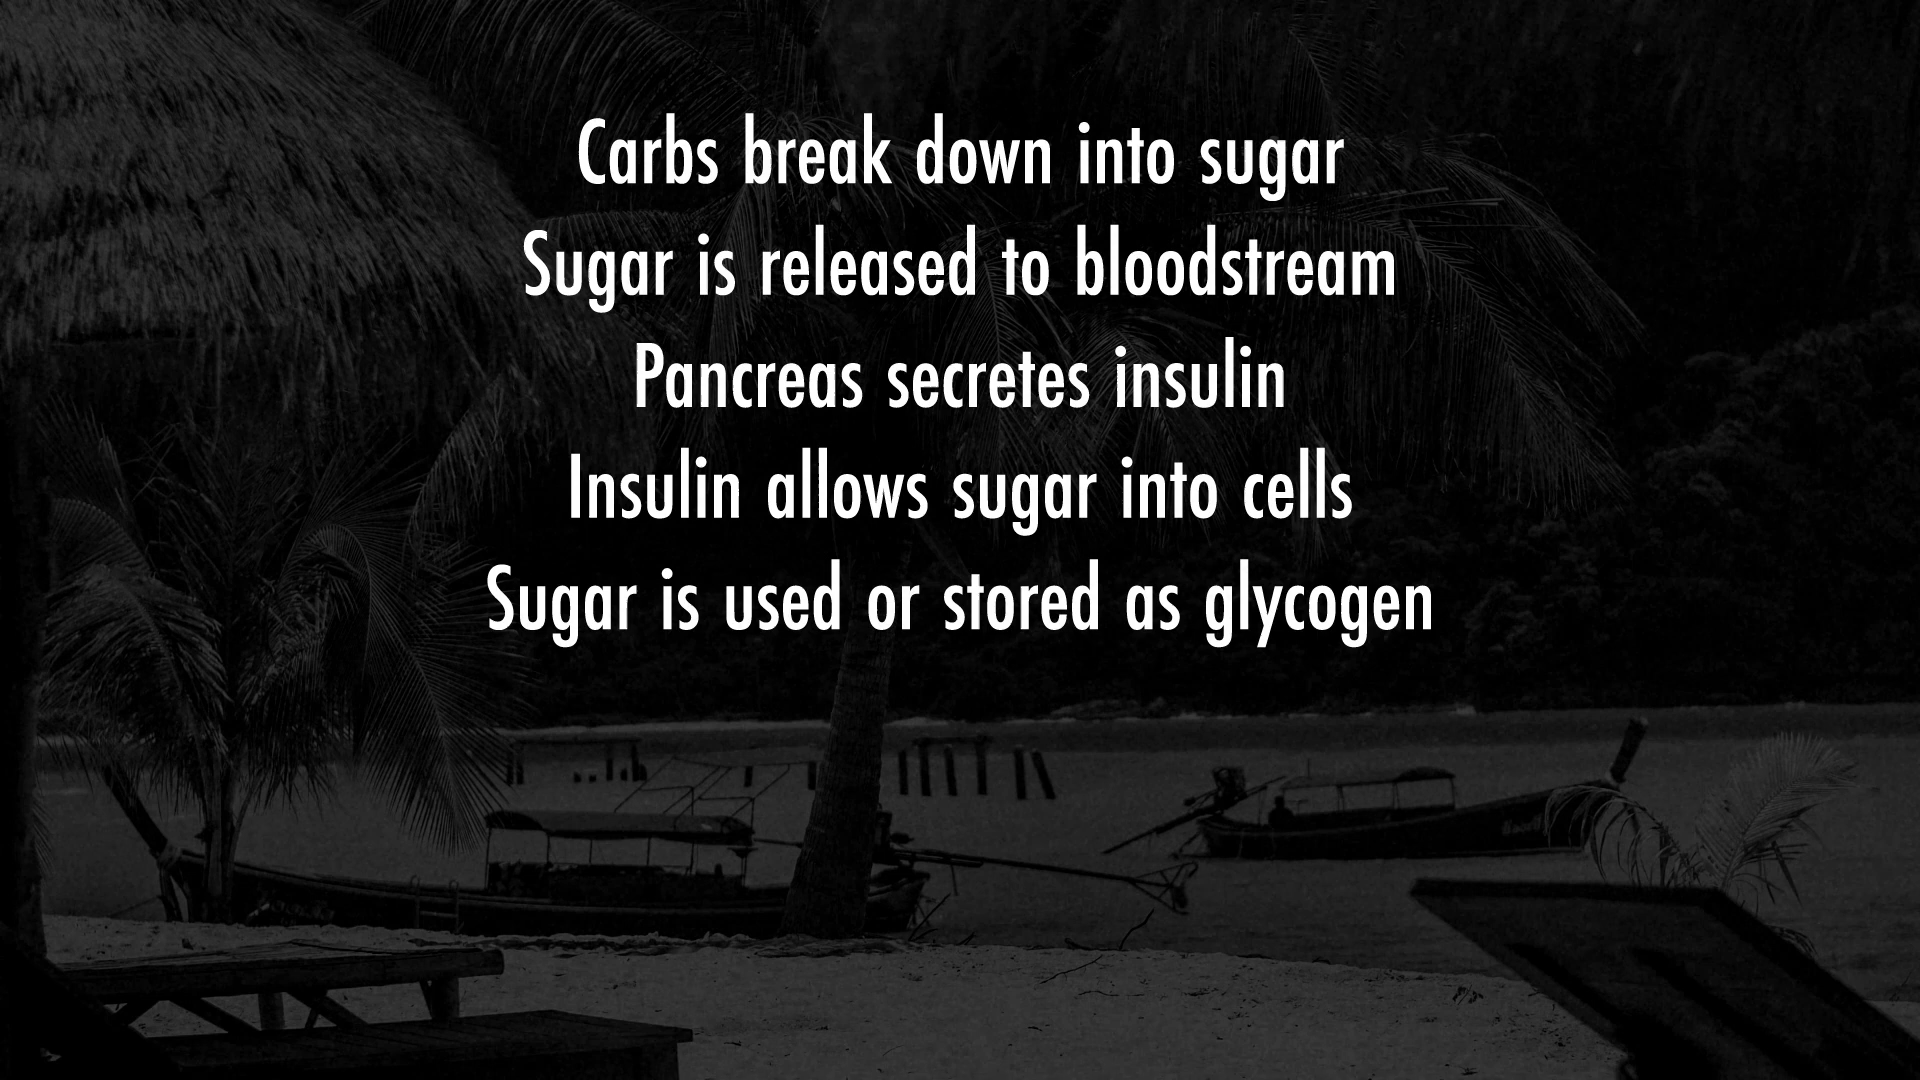 Carbs break down into sugar
Sugar is released to bloodstream
Pancreas secretes insulin
Insulin allows sugar into cells
Sugar is used or stored as glycogen